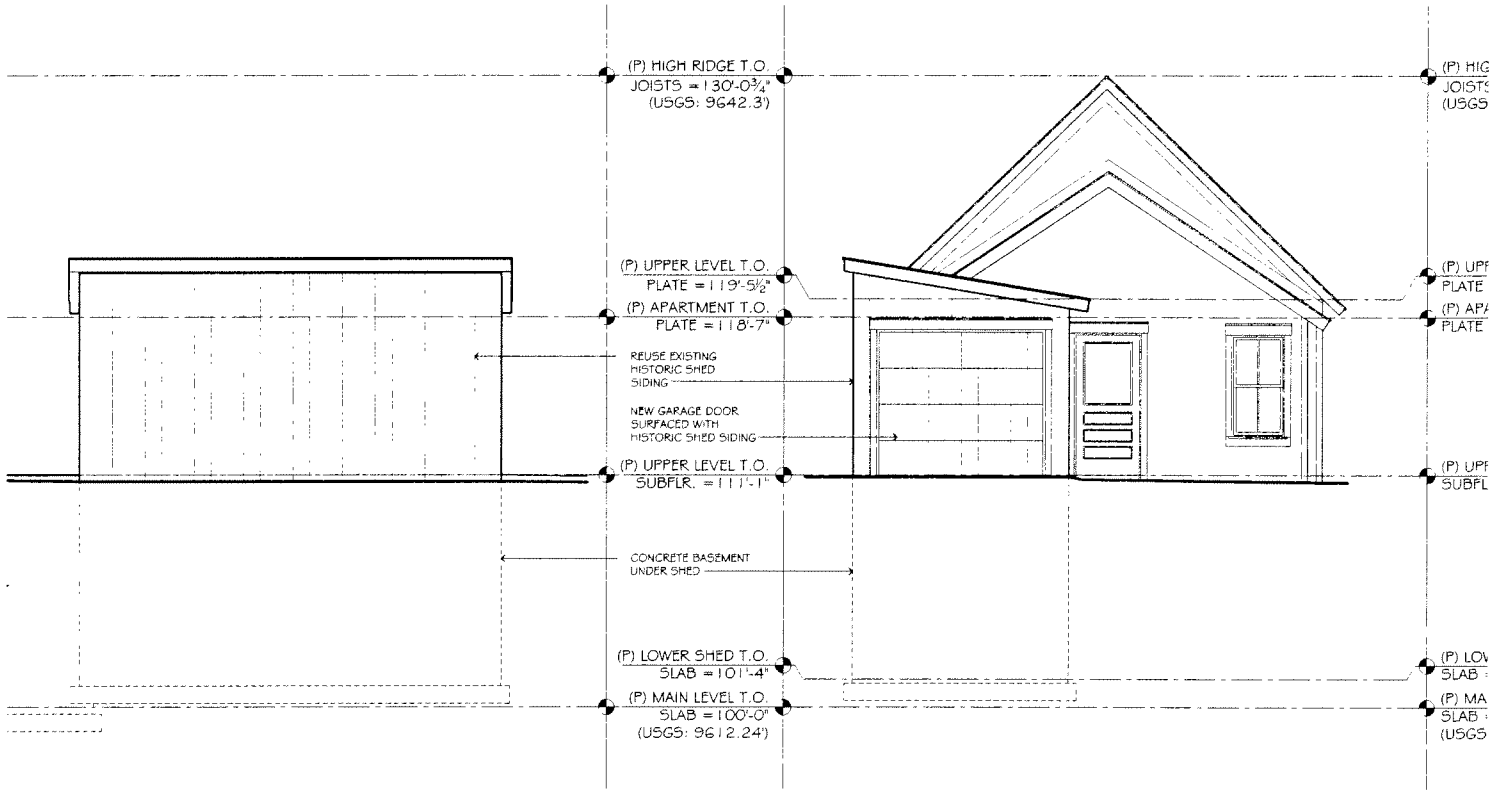 (P) HIGH RIDGE T.O.
JOISTS = 130'-0¾"
(USGS: 9642.3')
(P) UPPER LEVEL T.O.
PLATE = 119'-5½"
(P) APARTMENT T.O.
PLATE = 118'-7"
REUSE EXISTING
HISTORIC SHED
SIDING
NEW GARAGE DOOR
SURFACED WITH
HISTORIC SHED SIDING
(P) UPPER LEVEL T.O.
SUBFLR. = 111'-1"
CONCRETE BASEMENT
UNDER SHED
(P) LOWER SHED T.O.
SLAB = 101'-4"
(P) MAIN LEVEL T.O.
SLAB = 100'-0"
(USGS: 9612.24')
(P) HIG
JOISTS
(USGS
(P) UPP
PLATE
(P) APA
PLATE
(P) UPP
SUBFL
(P) LOW
SLAB =
(P) MA
SLAB =
(USGS